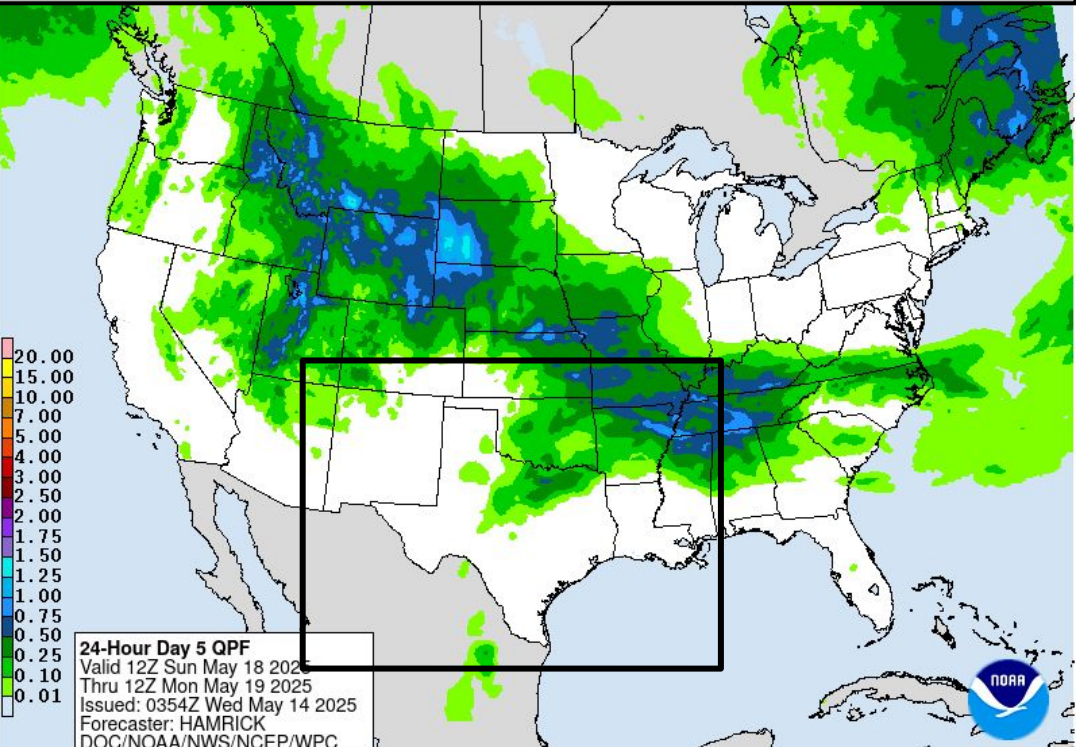 20.00
15.00
10.00
7.00
5.00
4.00
3.00
2.50
2.00
1.75
1.50
1.25
1.00
0.75
0.50
0.25
0.10
0.01
24-Hour Day 5 QPF
Valid 12Z Sun May 18 2025
Thru 12Z Mon May 19 2025
Issued: 0354Z Wed May 14 2025
Forecaster: HAMRICK
DOC/NOAA/NWS/NCEP/WPC
NOAA